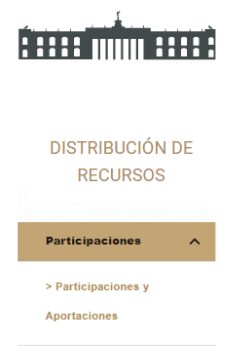 DISTRIBUCIÓN DE
RECURSOS
Participaciones
> Participaciones y
Aportaciones